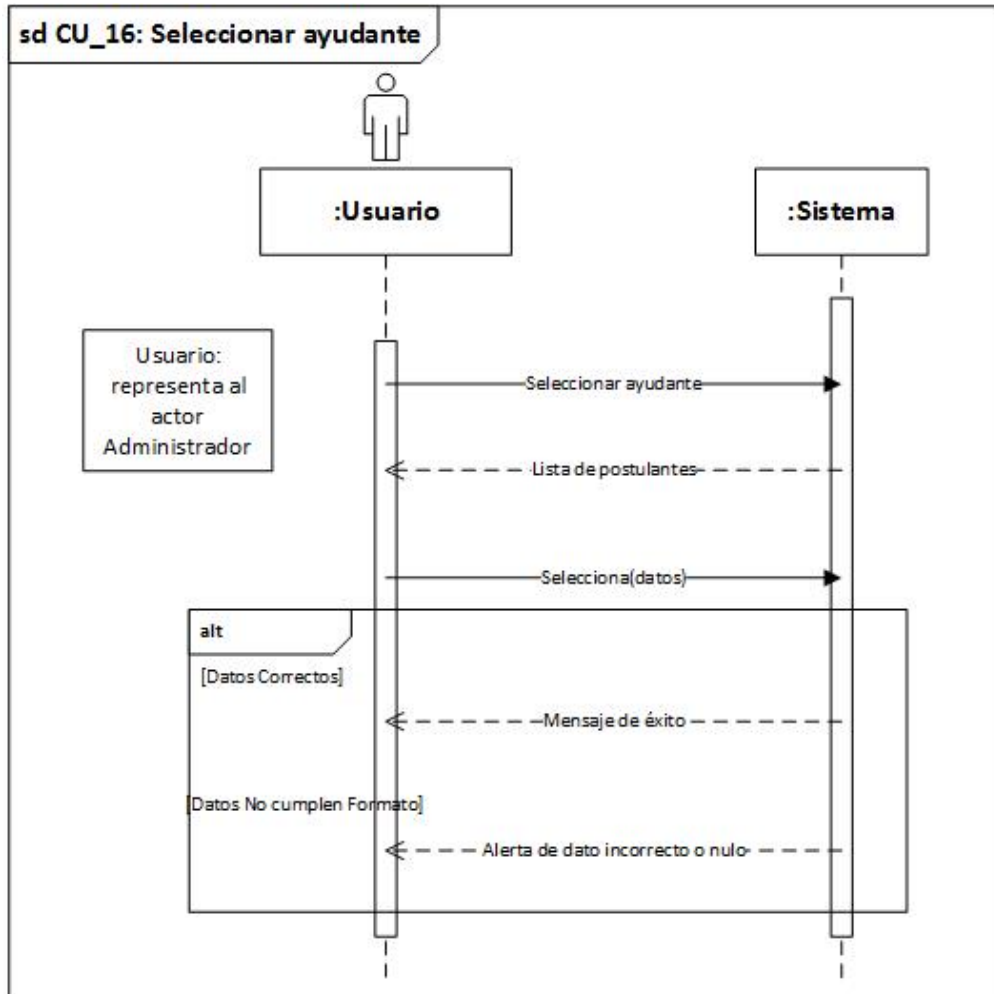 sd CU_16: Seleccionar ayudante
:Usuario
:Sistema
Usuario:
representa al
actor
Administrador
Seleccionar ayudante
Lista de postulantes
Selecciona(datos)
alt
[Datos Correctos]
Mensaje de éxito
[Datos No cumplen Formato]
Alerta de dato incorrecto o nulo